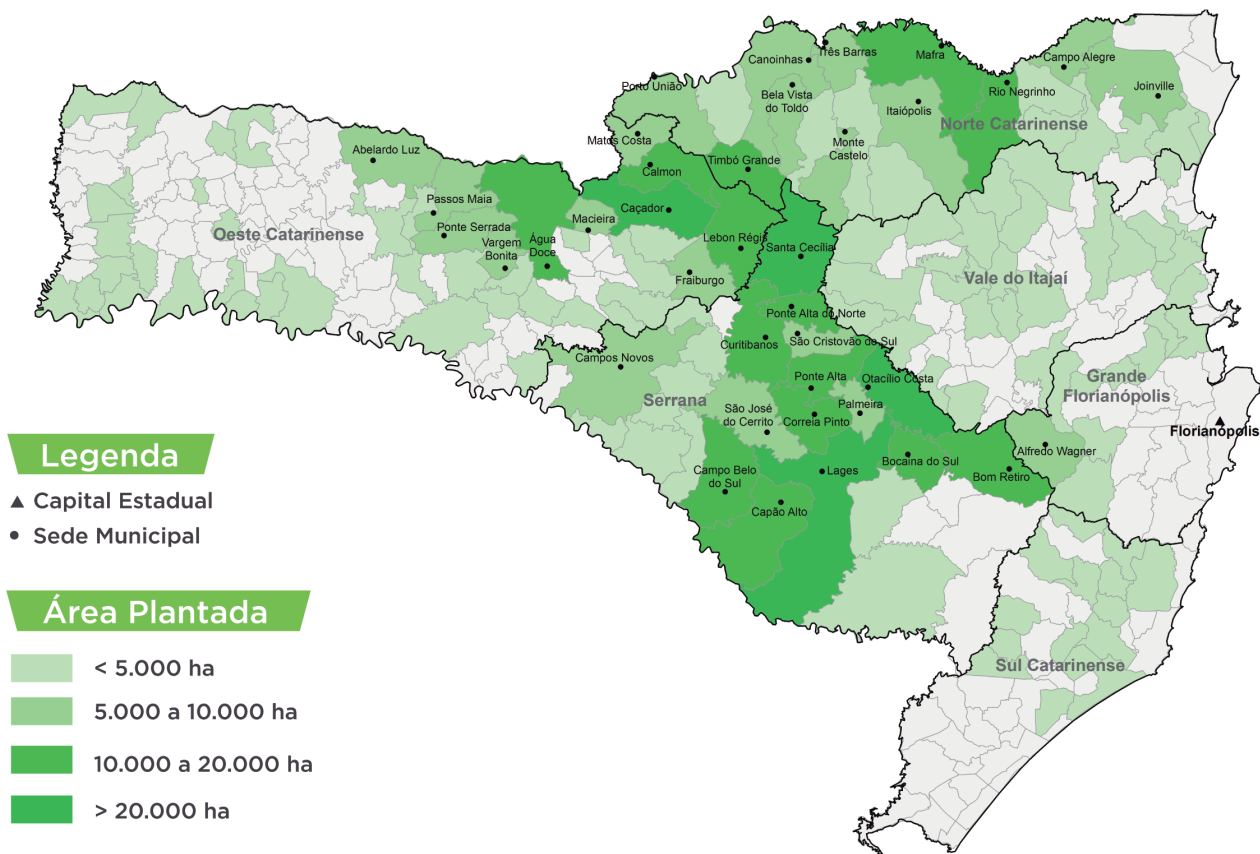 Três Barras
Canoinhas
Mafra
Campo Alegre
Porto União
Bela Vista
do Toldo
Rio Negrinho
Joinville
Itaiópolis
Norte Catarinense
Matos Costa
Monte
Castelo
Abelardo Luz
Timbó Grande
Calmon
Passos Maia
Caçador
Macieira
Oeste Catarinense
Ponte Serrada
Vargem
Bonita
Água
Doce
Lebon Régis
Santa Cecília
Fraiburgo
Vale do Itajaí
Ponte Alta do Norte
Curitibanos
São Cristovão do Sul
Campos Novos
Ponte Alta
Otacílio Costa
Grande
Florianópolis
Serrana
São José
do Cerrito
Correia Pinto
Palmeira
Florianópolis
Alfredo Wagner
Bocaina do Sul
Campo Belo
do Sul
Lages
Bom Retiro
Capão Alto
Sul Catarinense
Legenda
Capital Estadual
Sede Municipal
Área Plantada
< 5.000 ha
5.000 a 10.000 ha
10.000 a 20.000 ha
> 20.000 ha